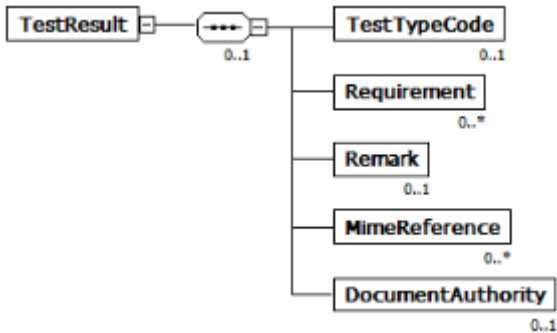 TestResult
0..1
TestTypeCode
0..1
Requirement
0..*
Remark
0..1
MimeReference
0..*
DocumentAuthority
0..1